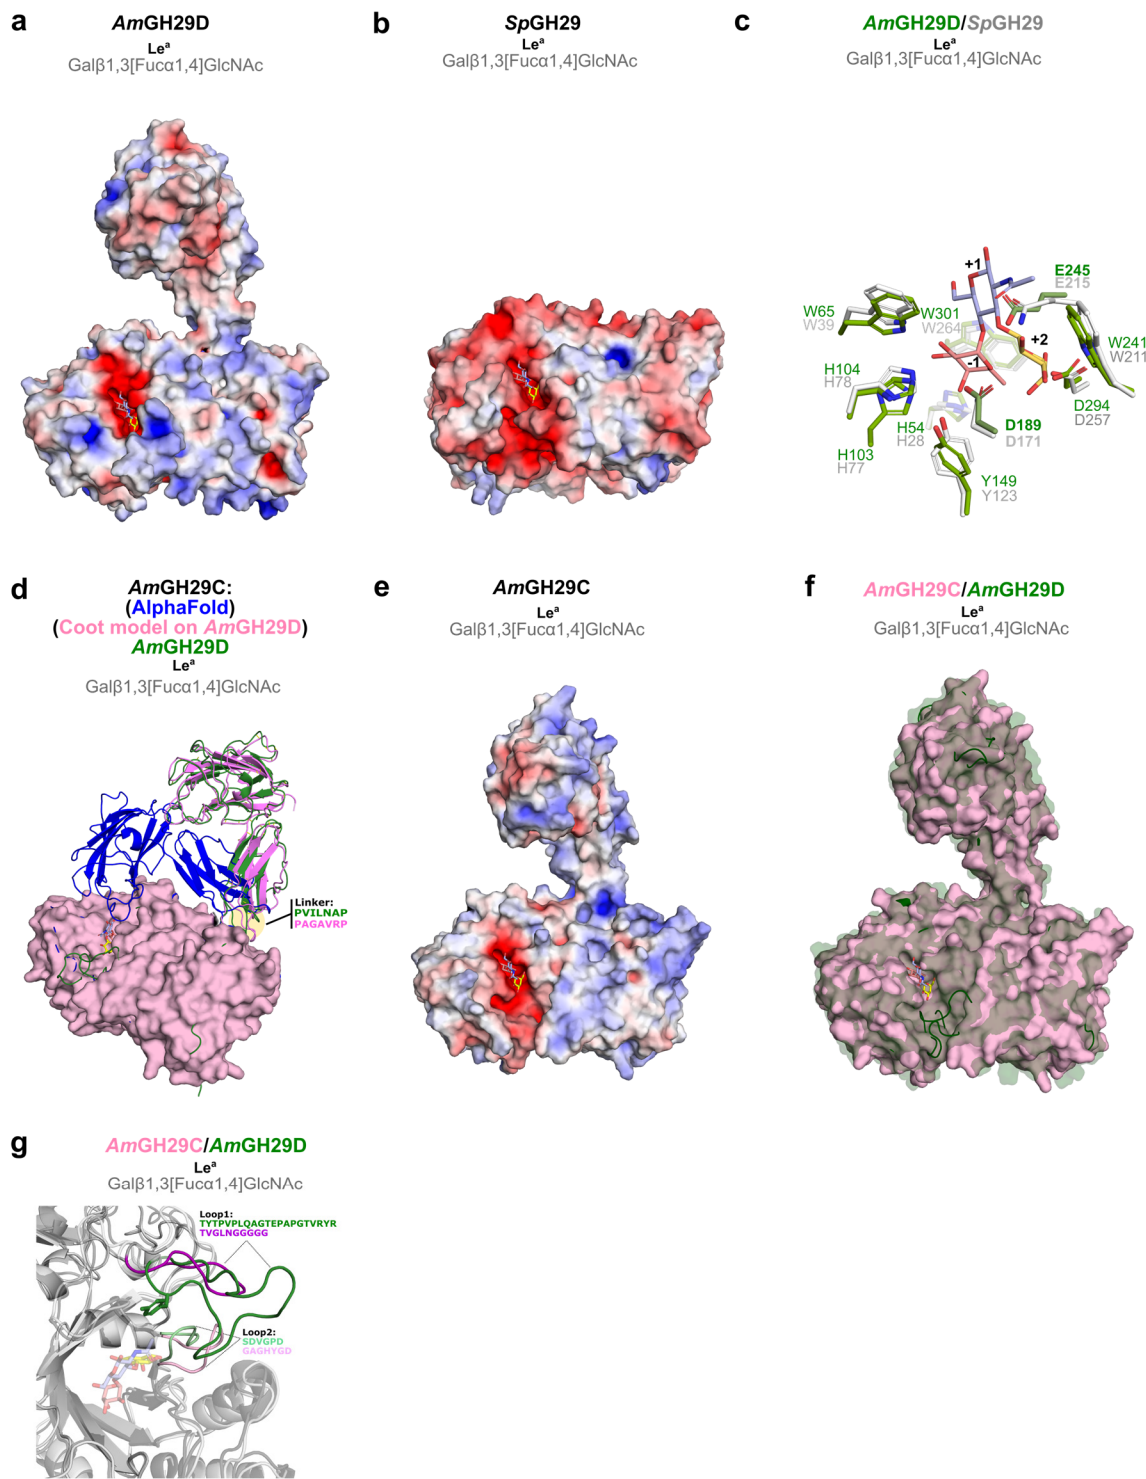 a
AmGH29D
Leᵃ
Galβ1,3[Fucα1,4]GlcNAc
b
SpGH29
Leᵃ
Galβ1,3[Fucα1,4]GlcNAc
c
AmGH29D/SpGH29
Leᵃ
Galβ1,3[Fucα1,4]GlcNAc
+1
E245
E215
W65
W39
W301
W264
+2
W241
W211
-1
H104
H78
D294
D257
H54
H28
D189
D171
H103
H77
Y149
Y123
d
AmGH29C:
(AlphaFold)
(Coot model on AmGH29D)
AmGH29D
Leᵃ
Galβ1,3[Fucα1,4]GlcNAc
Linker:
PVILNAP
PAGAVRP
e
AmGH29C
Leᵃ
Galβ1,3[Fucα1,4]GlcNAc
f
AmGH29C/AmGH29D
Leᵃ
Galβ1,3[Fucα1,4]GlcNAc
g
AmGH29C/AmGH29D
Leᵃ
Galβ1,3[Fucα1,4]GlcNAc
Loop1:
TYTPVPLQAGTEPAPGTVRYR
TVGLNGGGGG
Loop2:
SDVGPD
GAGHYGD